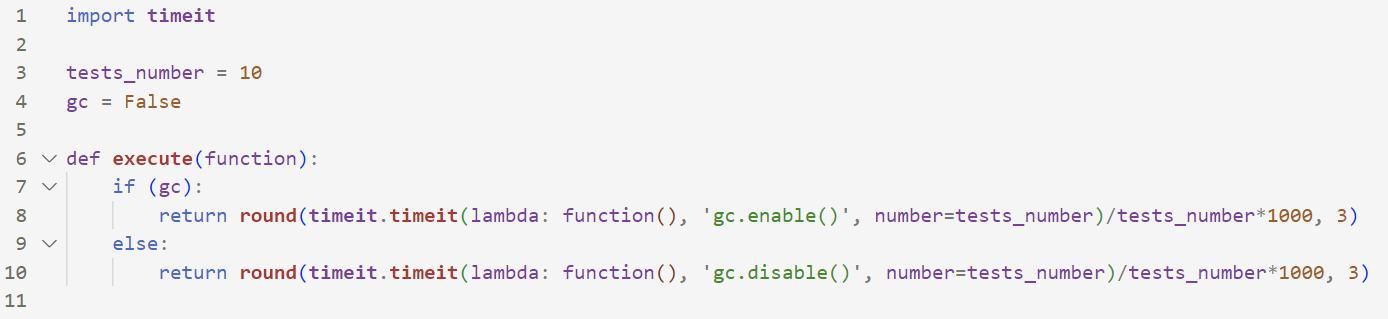 1 import timeit
2
3 tests_number = 10
4 gc = False
5
6 def execute(function):
7     if (gc):
8         return round(timeit.timeit(lambda: function(), 'gc.enable()', number=tests_number)/tests_number*1000, 3)
9     else:
10         return round(timeit.timeit(lambda: function(), 'gc.disable()', number=tests_number)/tests_number*1000, 3)
11